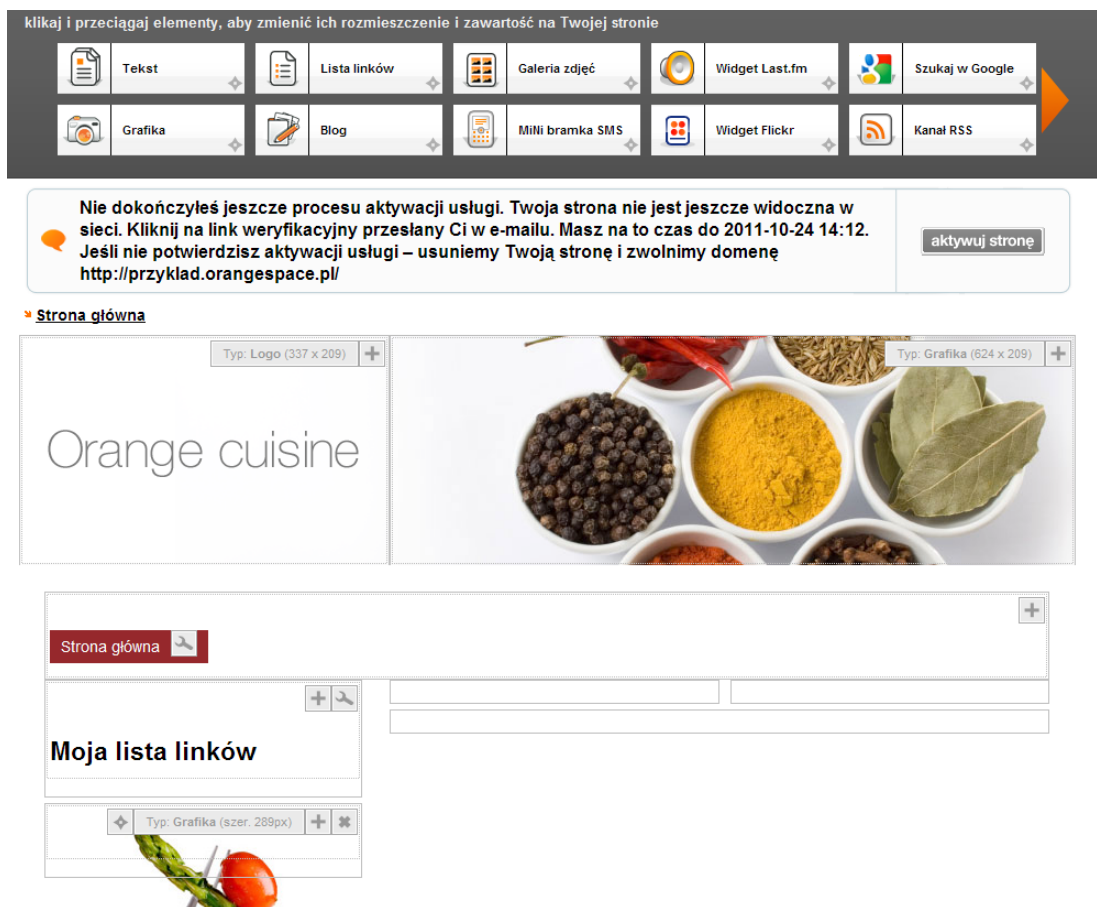 klikaj i przeciągaj elementy, aby zmienić ich rozmieszczenie i zawartość na Twojej stronie
Tekst
Lista linków
Galeria zdjęć
Widget Last.fm
Szukaj w Google
Grafika
Blog
MiNi bramka SMS
Widget Flickr
Kanał RSS
Nie dokończyłeś jeszcze procesu aktywacji usługi. Twoja strona nie jest jeszcze widoczna w
sieci. Kliknij na link weryfikacyjny przesłany Ci w e-mailu. Masz na to czas do 2011-10-24 14:12.
Jeśli nie potwierdzisz aktywacji usługi – usuniemy Twoją stronę i zwolnimy domenę
http://przyklad.orangespace.pl/
aktywuj stronę
Strona główna
Typ: Logo (337 x 209)
Typ: Grafika (624 x 209)
Orange cuisine
Strona główna
Moja lista linków
Typ: Grafika (szer. 289px)